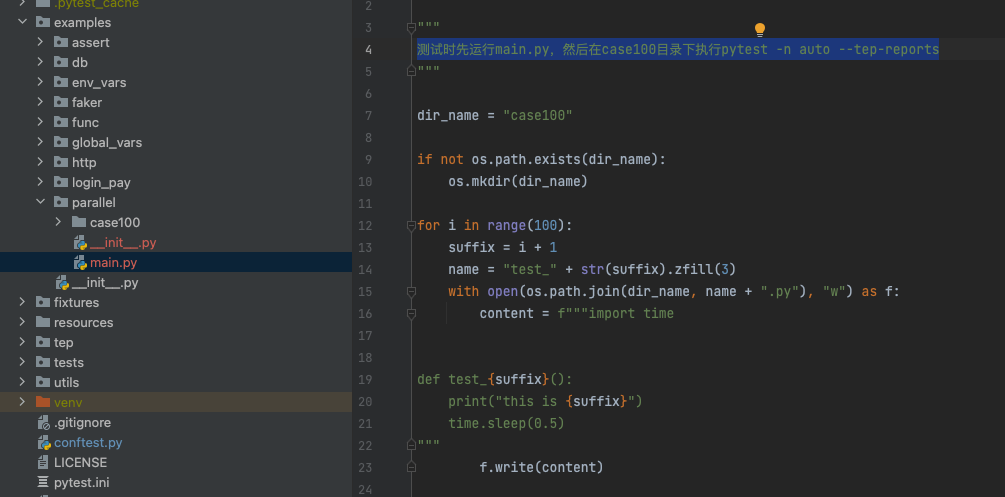 .pytest_cache
examples
assert
db
env_vars
faker
func
global_vars
http
login_pay
parallel
case100
__init__.py
main.py
__init__.py
fixtures
resources
tep
tests
utils
venv
.gitignore
conftest.py
LICENSE
pytest.ini
2
3 """
4 测试时先运行main.py，然后在case100目录下执行pytest -n auto --tep-reports
5 """
6
7 dir_name = "case100"
8
9 if not os.path.exists(dir_name):
10 os.mkdir(dir_name)
11
12 for i in range(100):
13 suffix = i + 1
14 name = "test_" + str(suffix).zfill(3)
15 with open(os.path.join(dir_name, name + ".py"), "w") as f:
16 content = f"""import time
17
18
19 def test_{suffix}():
20 print("this is {suffix}")
21 time.sleep(0.5)
22 """
23 f.write(content)
24